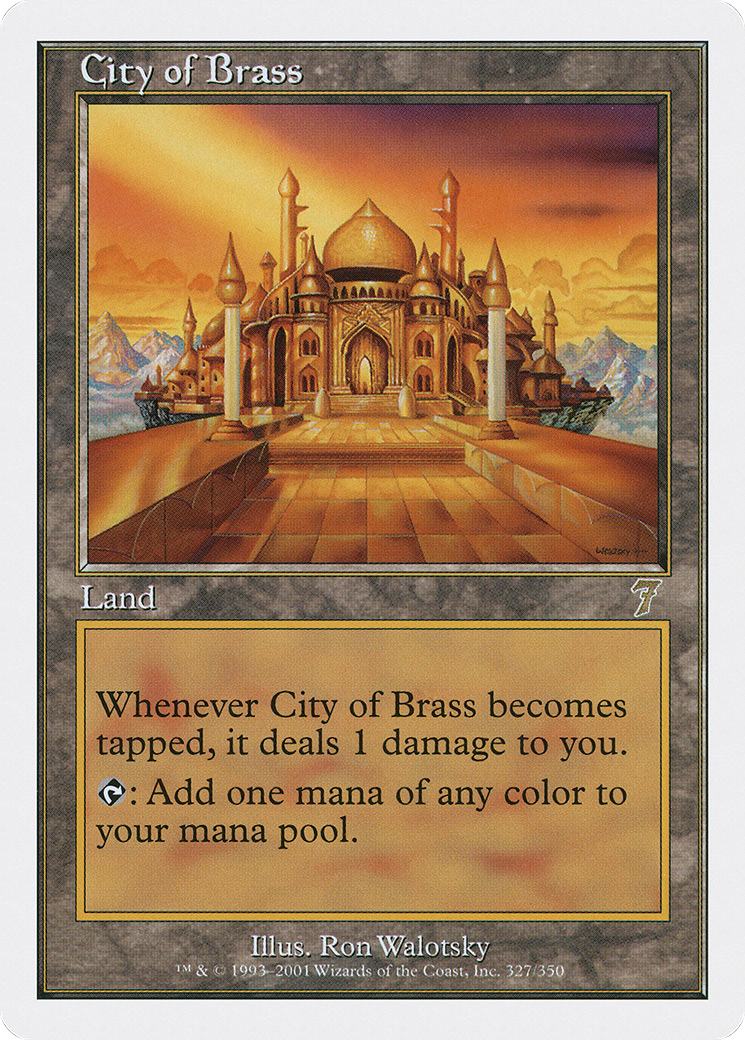 City of Brass
Land
7
Whenever City of Brass becomes
tapped, it deals 1 damage to you.
: Add one mana of any color to
your mana pool.
Illus. Ron Walotsky
™ & © 1993–2001 Wizards of the Coast, Inc. 327/350